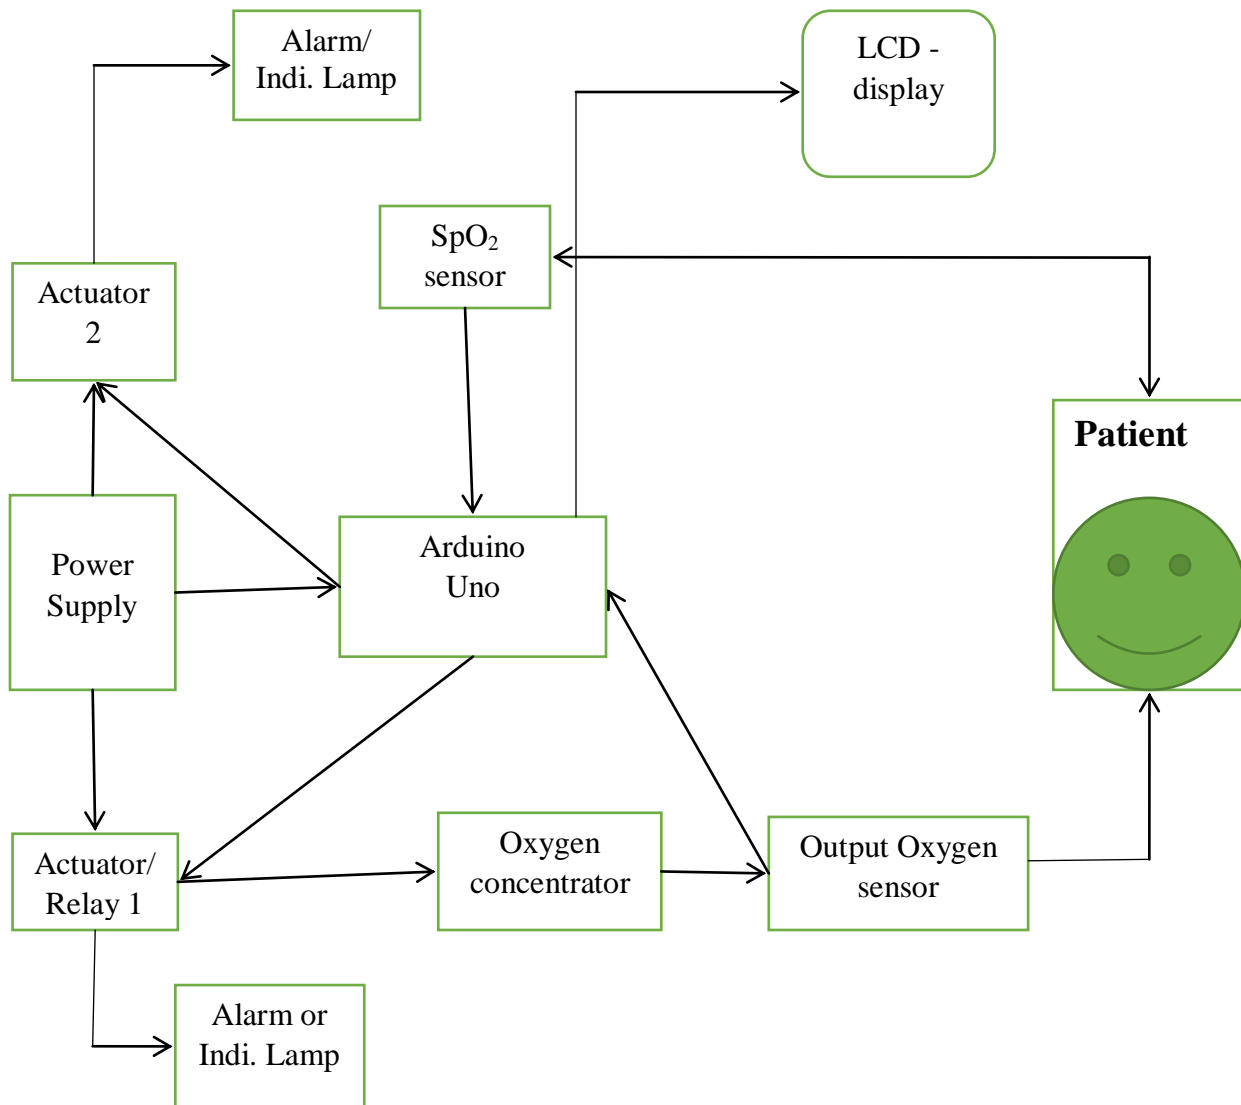 Alarm/
Indi. Lamp
LCD -
display
SpO₂
sensor
Actuator
2
Patient
Power
Supply
Arduino
Uno
Actuator/
Relay 1
Oxygen
concentrator
Output Oxygen
sensor
Alarm or
Indi. Lamp